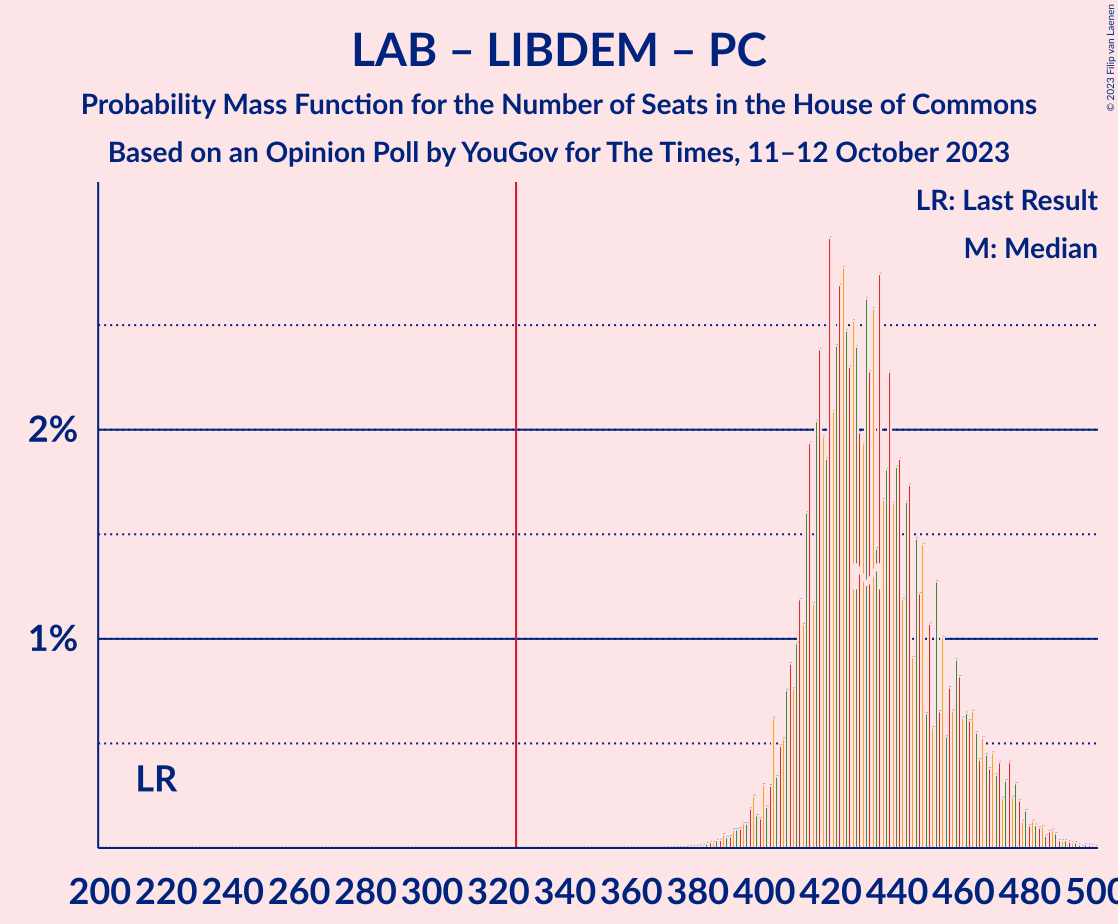 LAB – LIBDEM – PC
Probability Mass Function for the Number of Seats in the House of Commons
Based on an Opinion Poll by YouGov for The Times, 11–12 October 2023
© 2023 Filip van Laenen
LR: Last Result
M: Median
2%
1%
LR
M
200 220 240 260 280 300 320 340 360 380 400 420 440 460 480 500